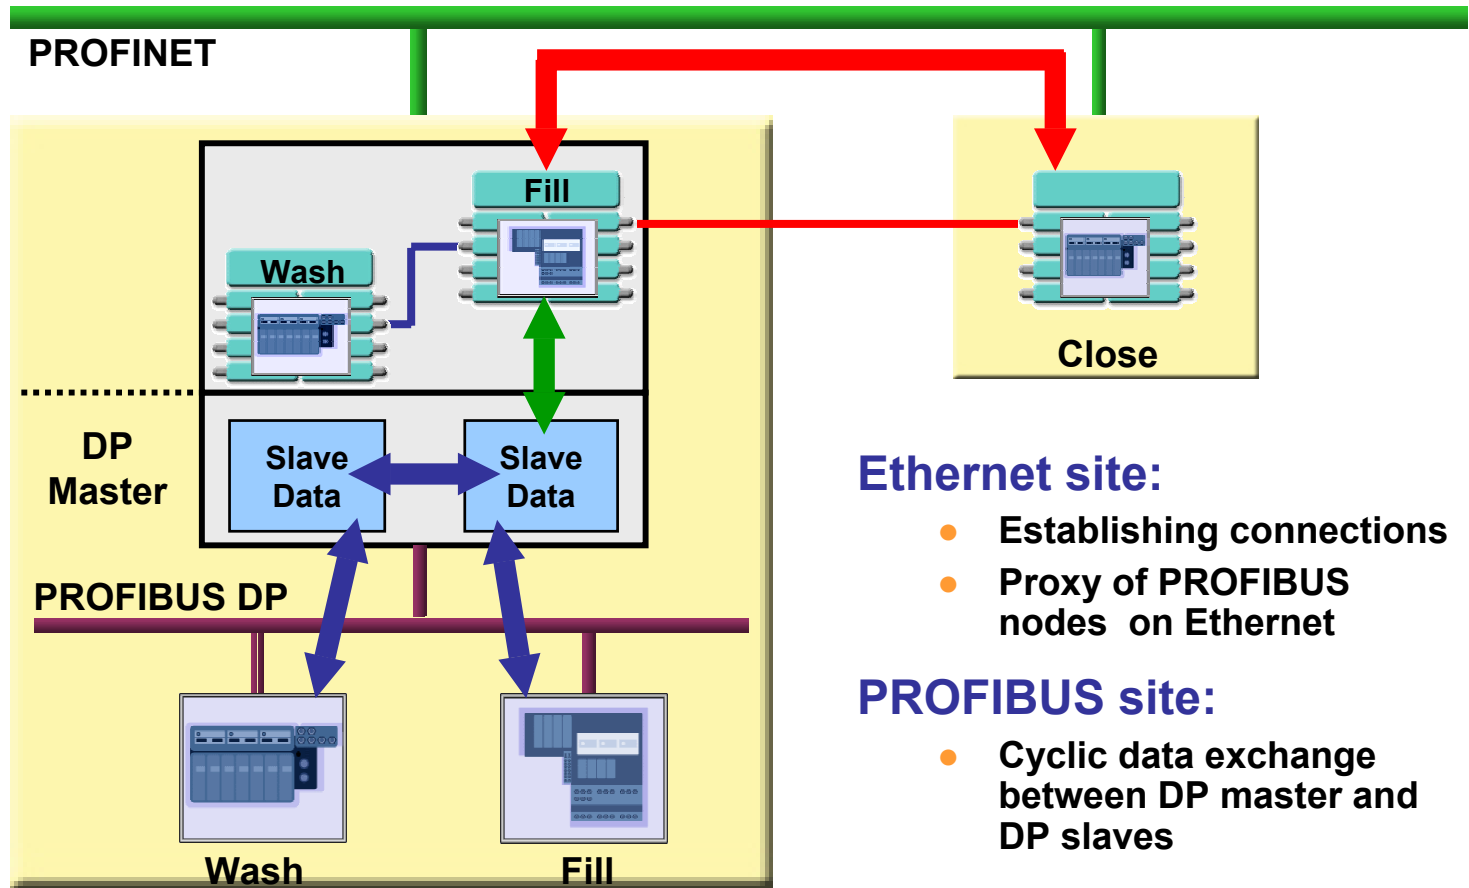 PROFINET
Fill
Wash
Close
DP
Master
Slave
Data
Slave
Data
PROFIBUS DP
Wash
Fill
Ethernet site:
Establishing connections
Proxy of PROFIBUS
nodes on Ethernet
PROFIBUS site:
Cyclic data exchange
between DP master and
DP slaves